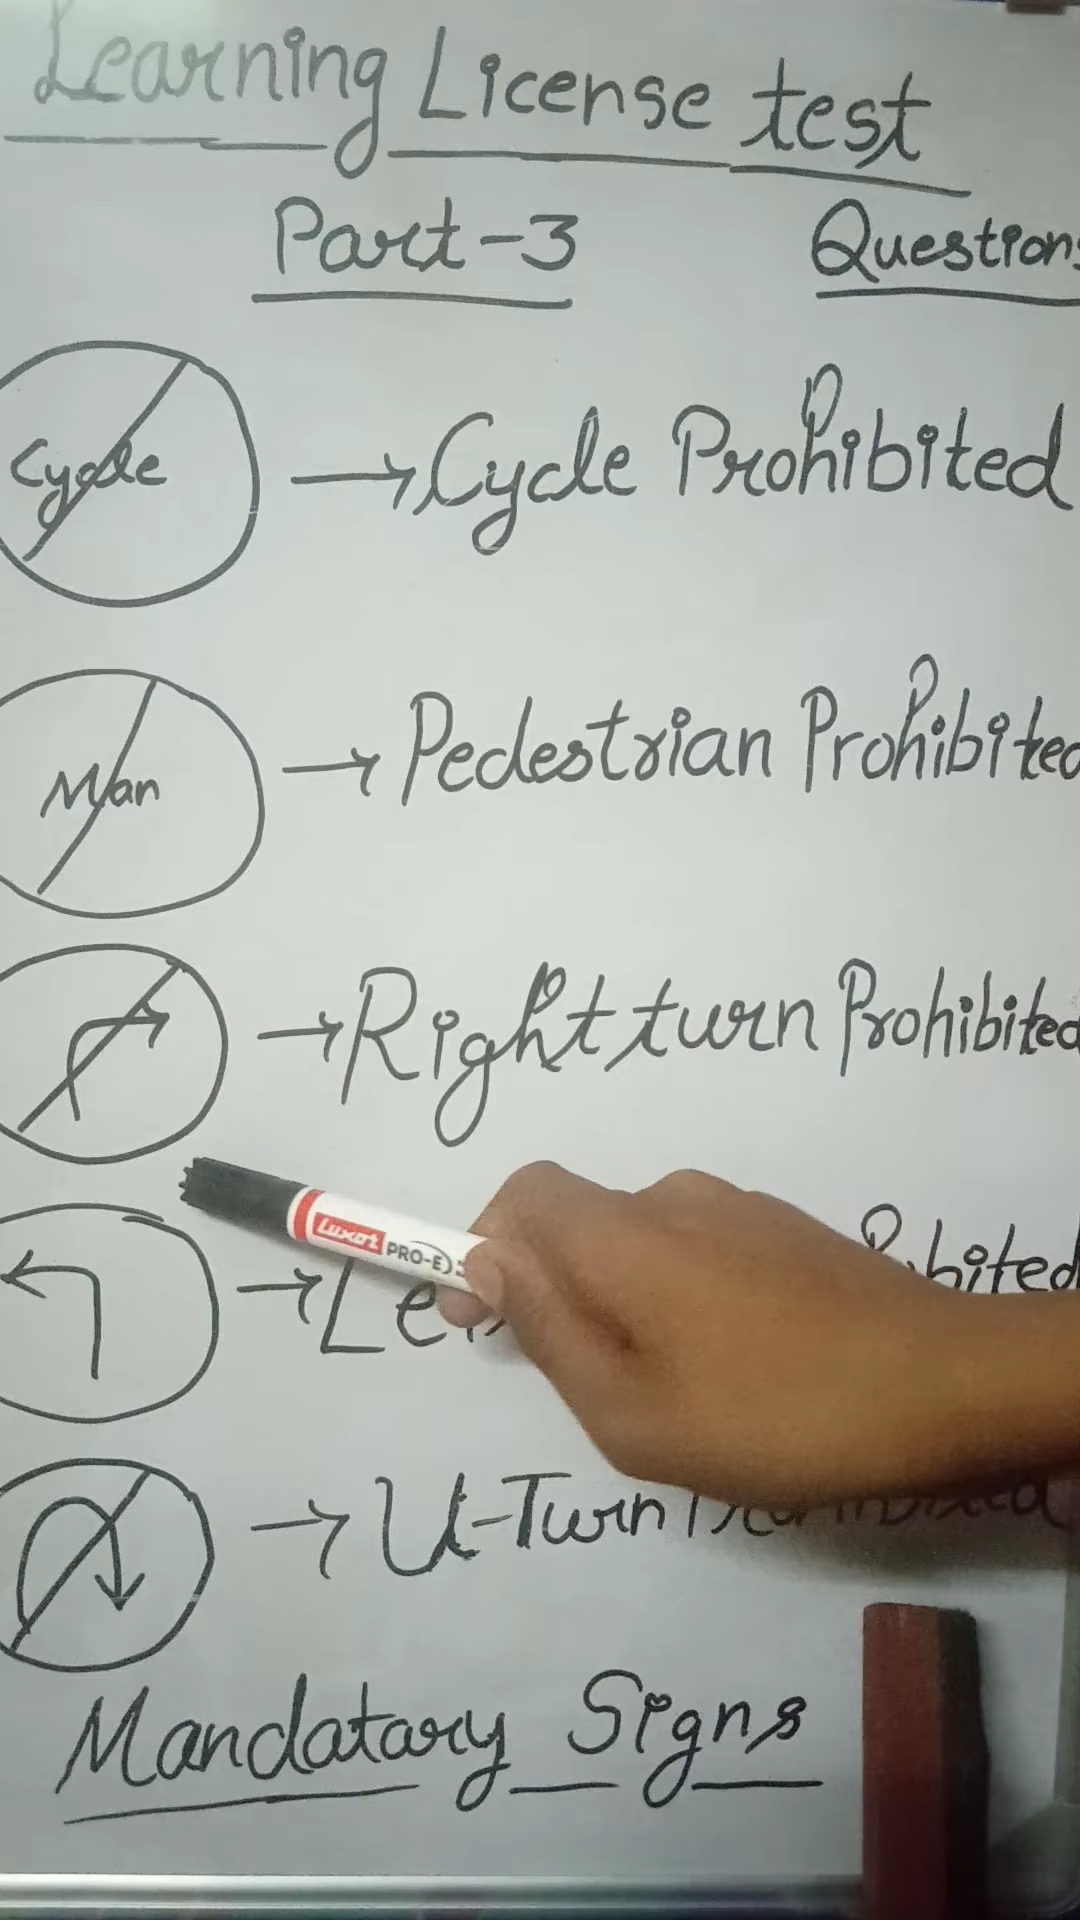 Learning License test
Part-3 Question
Cycle → Cycle Prohibited
Man → Pedestrian Prohibited
→ Right turn Prohibited
Luxor PRO-E
→
→ U-Turn
Mandatary Signs